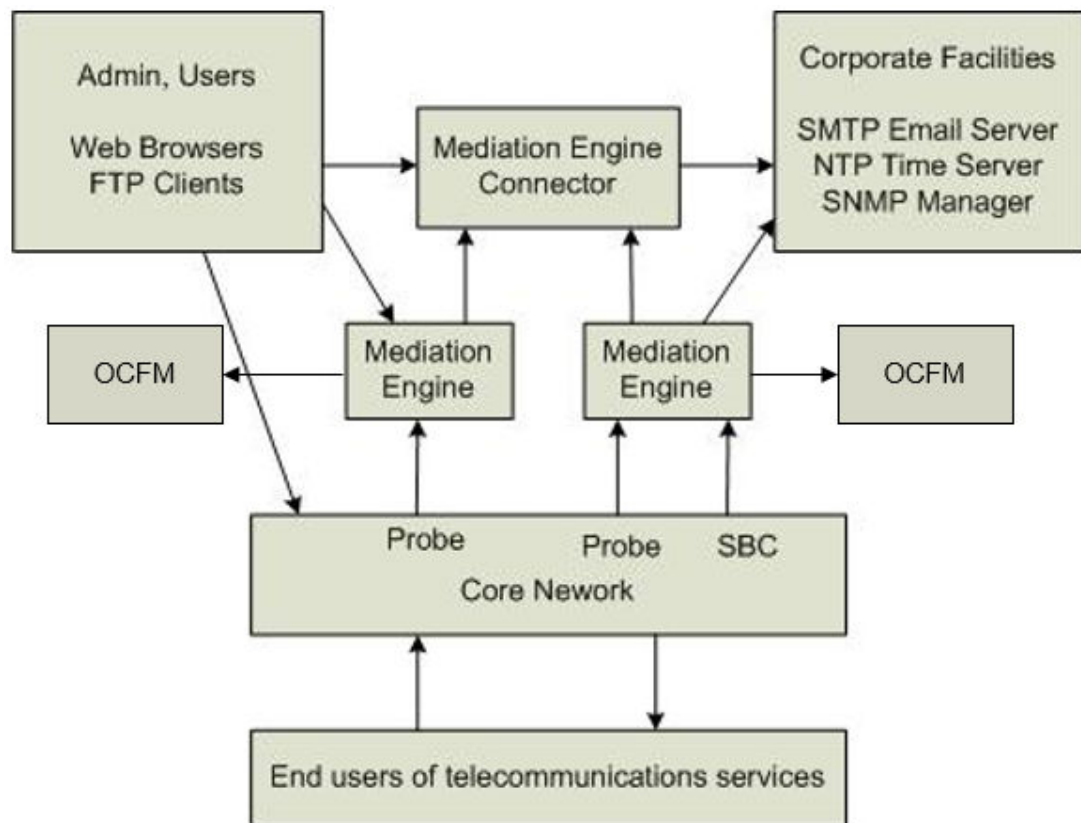 Admin, Users
Web Browsers
FTP Clients
Mediation Engine
Connector
Corporate Facilities
SMTP Email Server
NTP Time Server
SNMP Manager
OCFM
Mediation
Engine
Mediation
Engine
OCFM
Probe
Probe
SBC
Core Nework
End users of telecommunications services